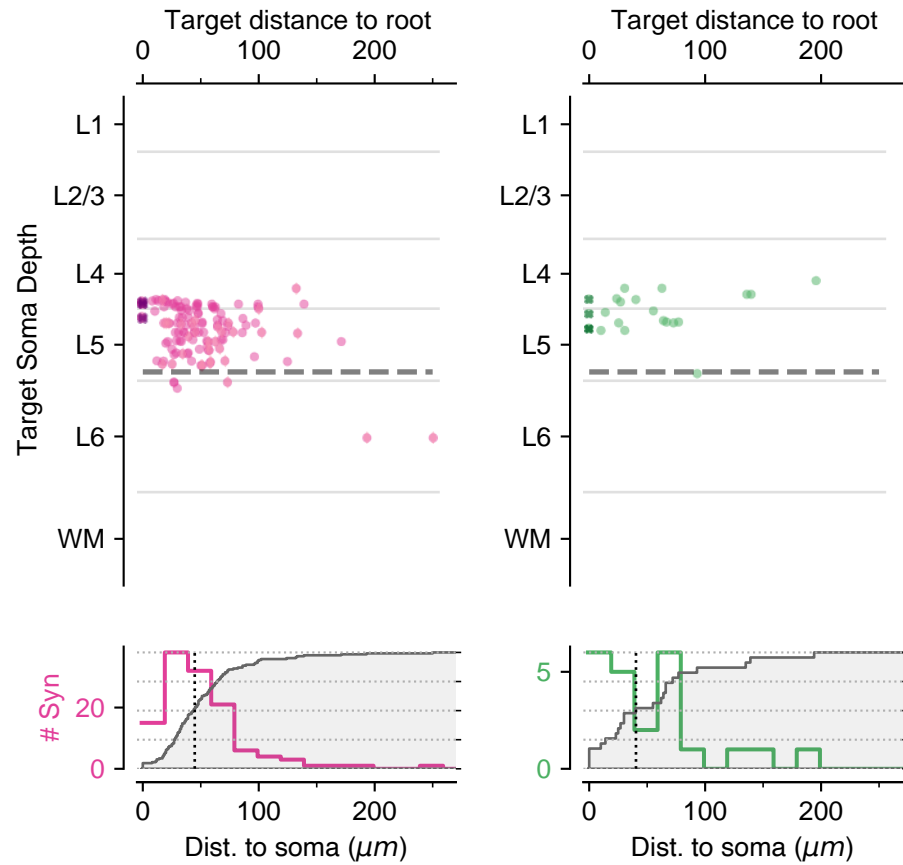 Target distance to root
Target distance to root
0 100 200
0 100 200
Target Soma Depth
L1
L2/3
L4
L5
L6
WM
L1
L2/3
L4
L5
L6
WM
# Syn
20
0
5
0
0 100 200
0 100 200
Dist. to soma (μm)
Dist. to soma (μm)